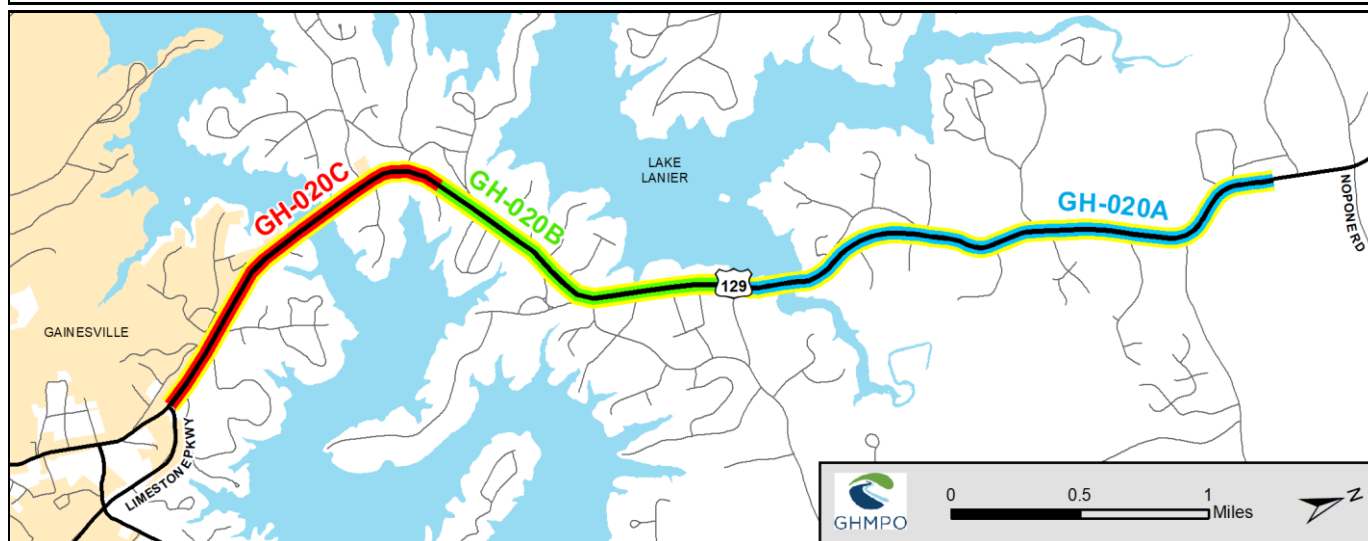 GH-020C
GH-020B
LAKE
LANIER
GH-020A
NOPONE RD
129
GAINESVILLE
LIMESTONE PKWY
GHMPO
0 0.5 1
Miles
N